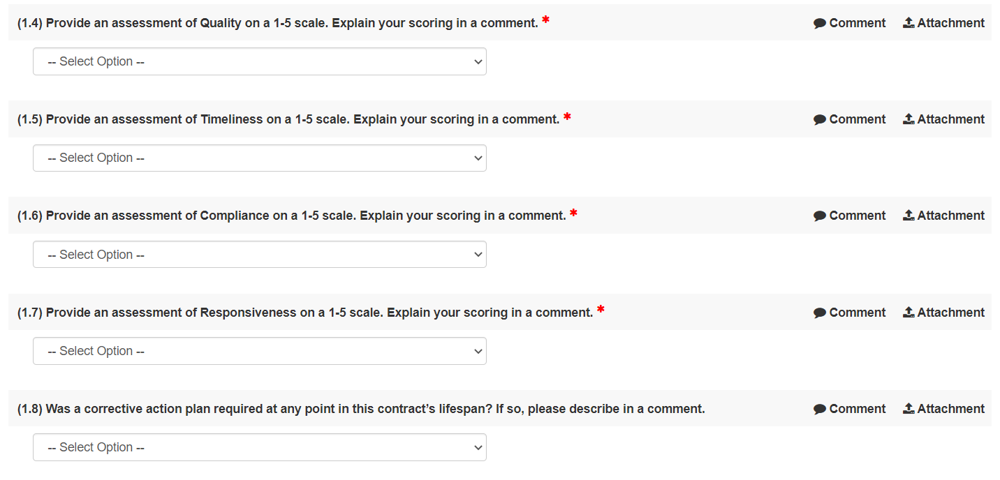 (1.4) Provide an assessment of Quality on a 1-5 scale. Explain your scoring in a comment. * Comment Attachment
-- Select Option --
(1.5) Provide an assessment of Timeliness on a 1-5 scale. Explain your scoring in a comment. * Comment Attachment
-- Select Option --
(1.6) Provide an assessment of Compliance on a 1-5 scale. Explain your scoring in a comment. * Comment Attachment
-- Select Option --
(1.7) Provide an assessment of Responsiveness on a 1-5 scale. Explain your scoring in a comment. * Comment Attachment
-- Select Option --
(1.8) Was a corrective action plan required at any point in this contract’s lifespan? If so, please describe in a comment. Comment Attachment
-- Select Option --